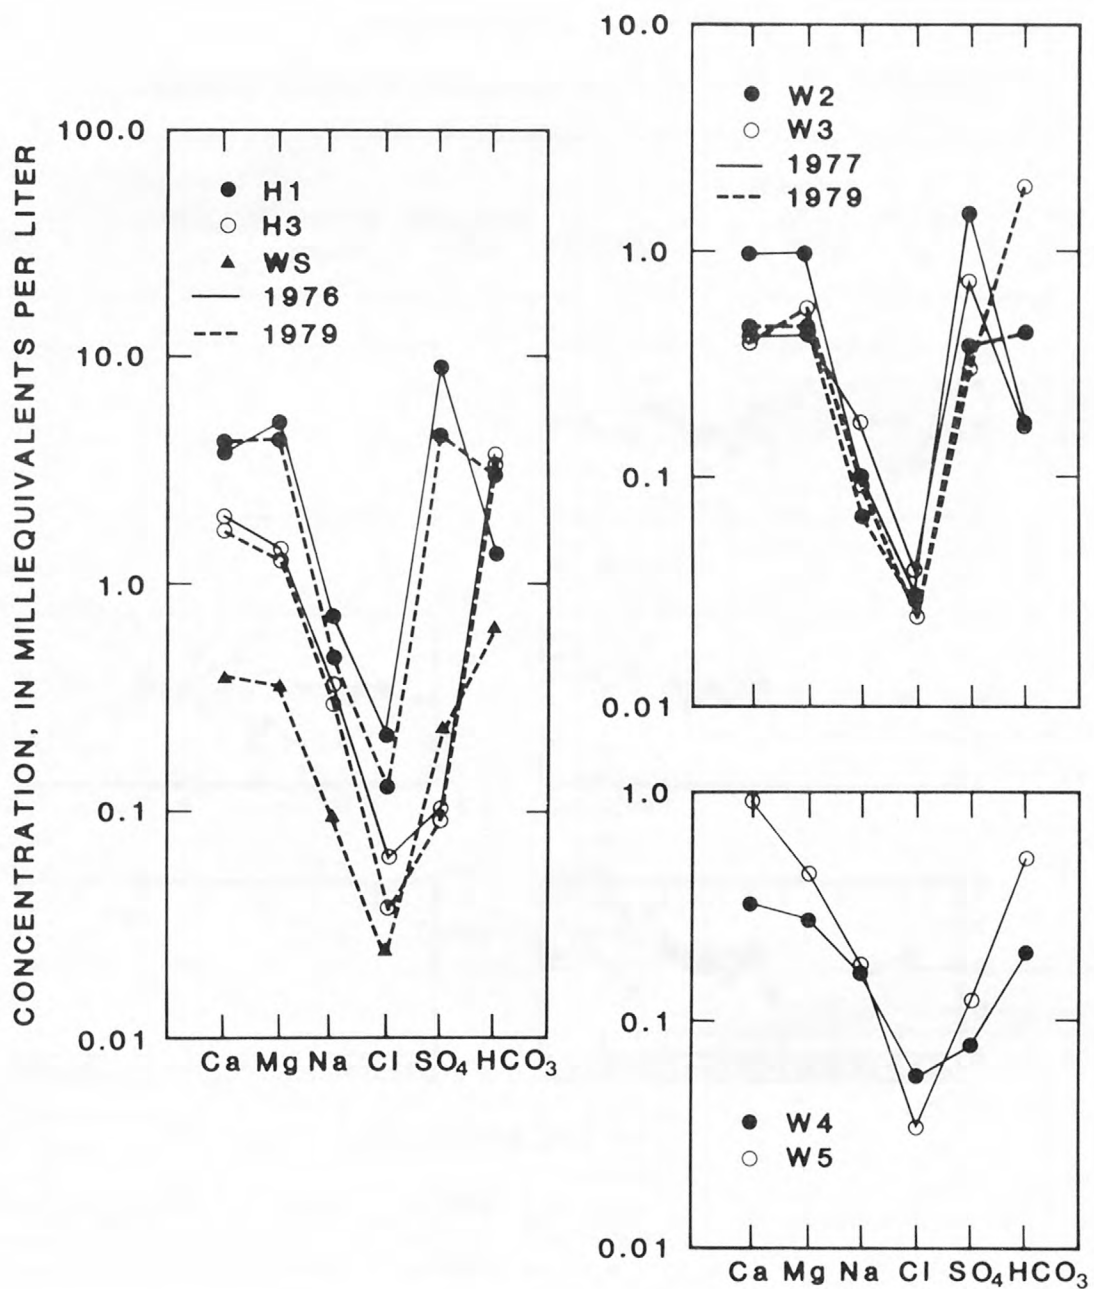 CONCENTRATION, IN MILLIEQUIVALENTS PER LITER
100.0
10.0
1.0
0.1
0.01
H1
H3
WS
1976
1979
Ca Mg Na Cl SO4 HCO3
10.0
1.0
0.1
0.01
W2
W3
1977
1979
1.0
0.1
0.01
W4
W5
Ca Mg Na Cl SO4 HCO3